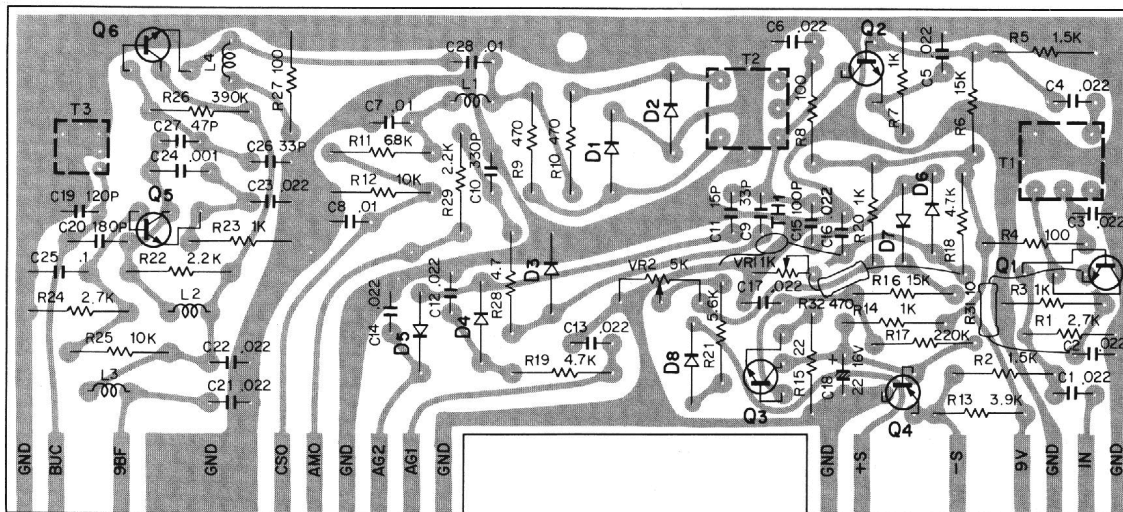 Q6
L4
R27 100
C28 .01
C6 .022
Q2
.022
C5
R5 1.5K
R26 390K
T3
C27 47P
C24 .001
C26 33P
C7 .01
L1
R11 68K
R12 10K
C8 .01
R29 2.2K
C10 330P
R9 470
R10 470
D1
D2
T2
100
R8
1K
R7
15K
R6
C4 .022
T1
C19 120P
Q5
C20 180P
C23 .022
R23 1K
C25 .1
R22 2.2K
R24 2.7K
L2
R25 10K
C22 .022
L3
C21 .022
C14 .022
D5
C12 .022
D4
R28 4.7
D3
C13 .022
R19 4.7K
VR2 5K
D8
R21 5.6K
C11 15P
C9 33P
C15 100P
C16 .022
VR1 1K
C17 .022
R32 470
R20 1K
D7
D6
R18 4.7K
R16 15K
R14 1K
R17 220K
R31 10
R15 22
C18 22 16V
+
Q3
Q4
C3 .022
R4 100
Q1
R3 1K
R1 2.7K
.022
R2 1.5K
C1 .022
R13 3.9K
GND
BUC
9BF
GND
CSO
AMO
GND
AG2
AG1
GND
+S
-S
9V
GND
IN
GND